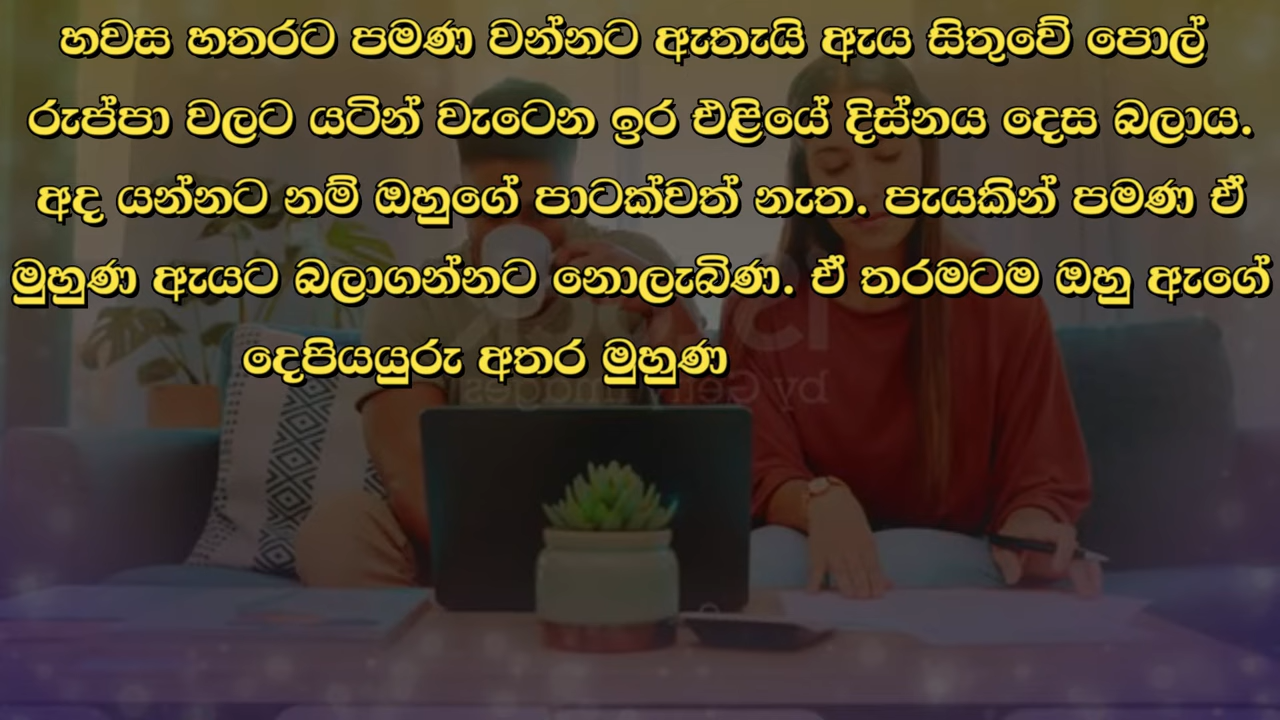 හවස හතරට පමණ වන්නට ඇතැයි ඇය සිතුවේ පොල්
රුප්පා වලට යටින් වැටෙන ඉර එළියේ දිස්නය දෙස බලාය.
අද යන්නට නම් ඔහුගේ පාටක්වත් නැත. පැයකින් පමණ ඒ
මුහුණ ඇයට බලාගන්නට නොලැබිණ. ඒ තරමටම ඔහු ඇගේ
දෙපියයුරු අතර මුහුණ